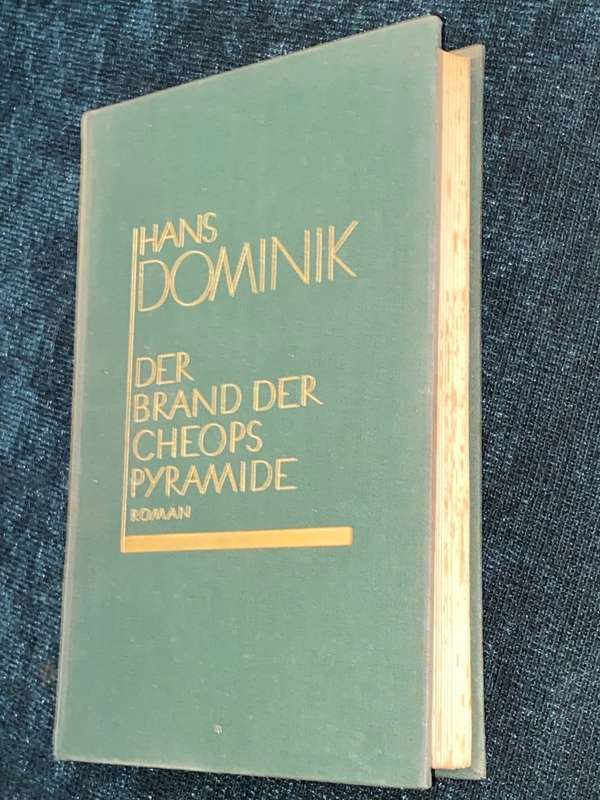 HANS
DOMINIK
DER
BRAND DER
CHEOPS
PYRAMIDE
ROMAN